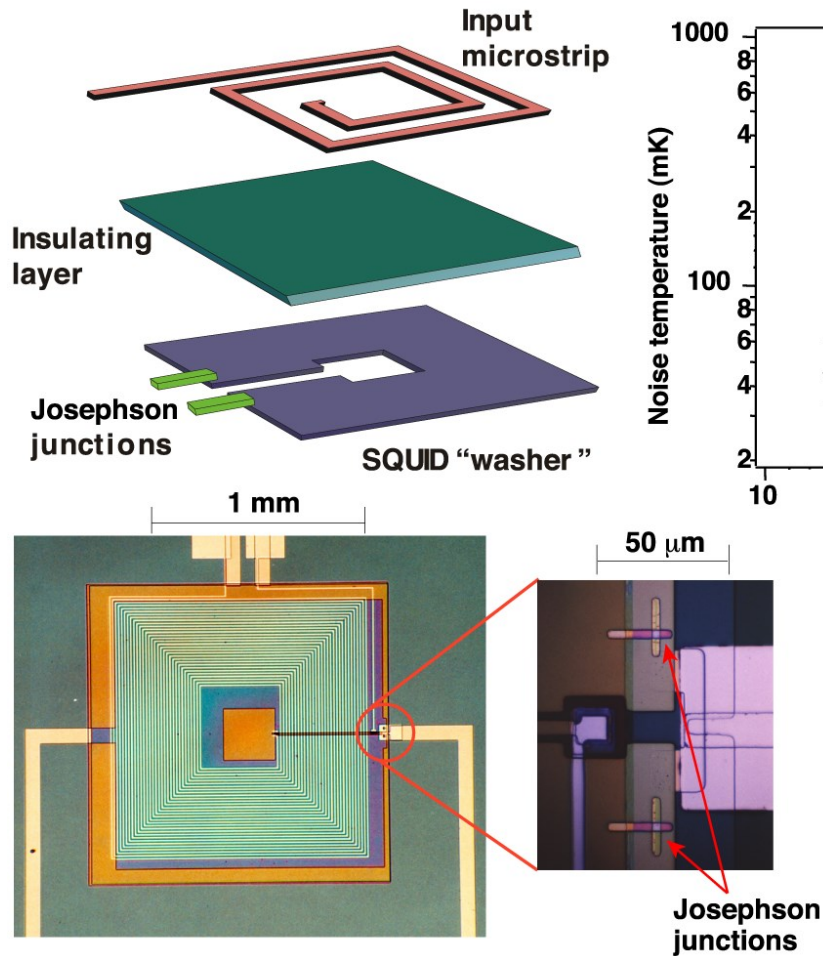 Input
microstrip
Insulating
layer
Josephson
junctions
SQUID “washer ”
Noise temperature (mK)
1000
8
6
4
2
100
8
6
4
2
10
1 mm
50 μm
Josephson
junctions